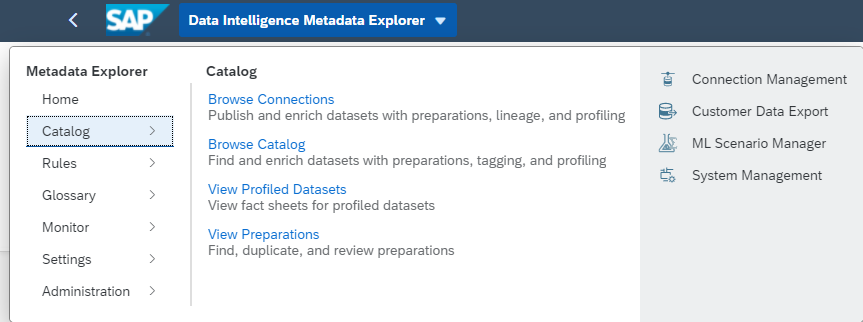 SAP
Data Intelligence Metadata Explorer
Metadata Explorer
Home
Catalog
Rules
Glossary
Monitor
Settings
Administration
Catalog
Browse Connections
Publish and enrich datasets with preparations, lineage, and profiling
Browse Catalog
Find and enrich datasets with preparations, tagging, and profiling
View Profiled Datasets
View fact sheets for profiled datasets
View Preparations
Find, duplicate, and review preparations
Connection Management
Customer Data Export
ML Scenario Manager
System Management